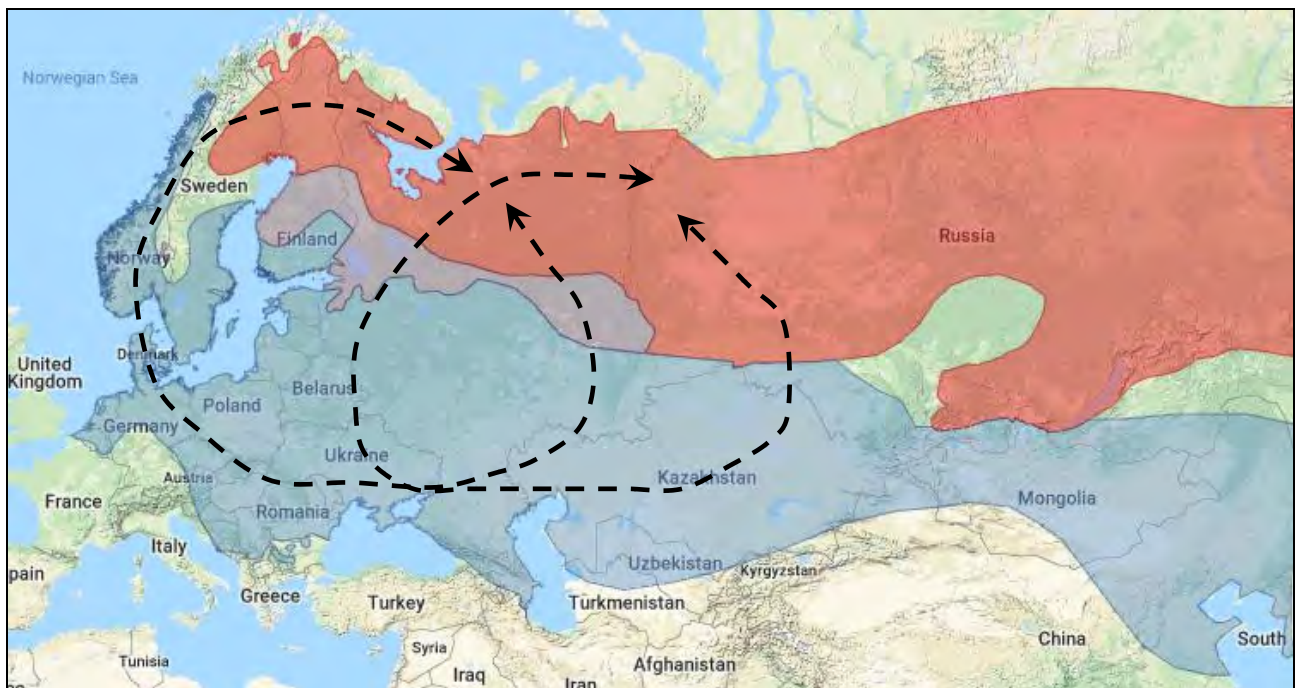 Norwegian Sea
Sweden
Finland
Norway
Russia
Denmark
United
Kingdom
Belarus
Poland
Germany
Ukraine
Austria
Kazakhstan
France
Mongolia
Romania
Italy
Uzbekistan
Kyrgyzstan
pain
Greece
Turkey
Turkmenistan
China
South
Syria
Tunisia
Afghanistan
Iraq
Iran